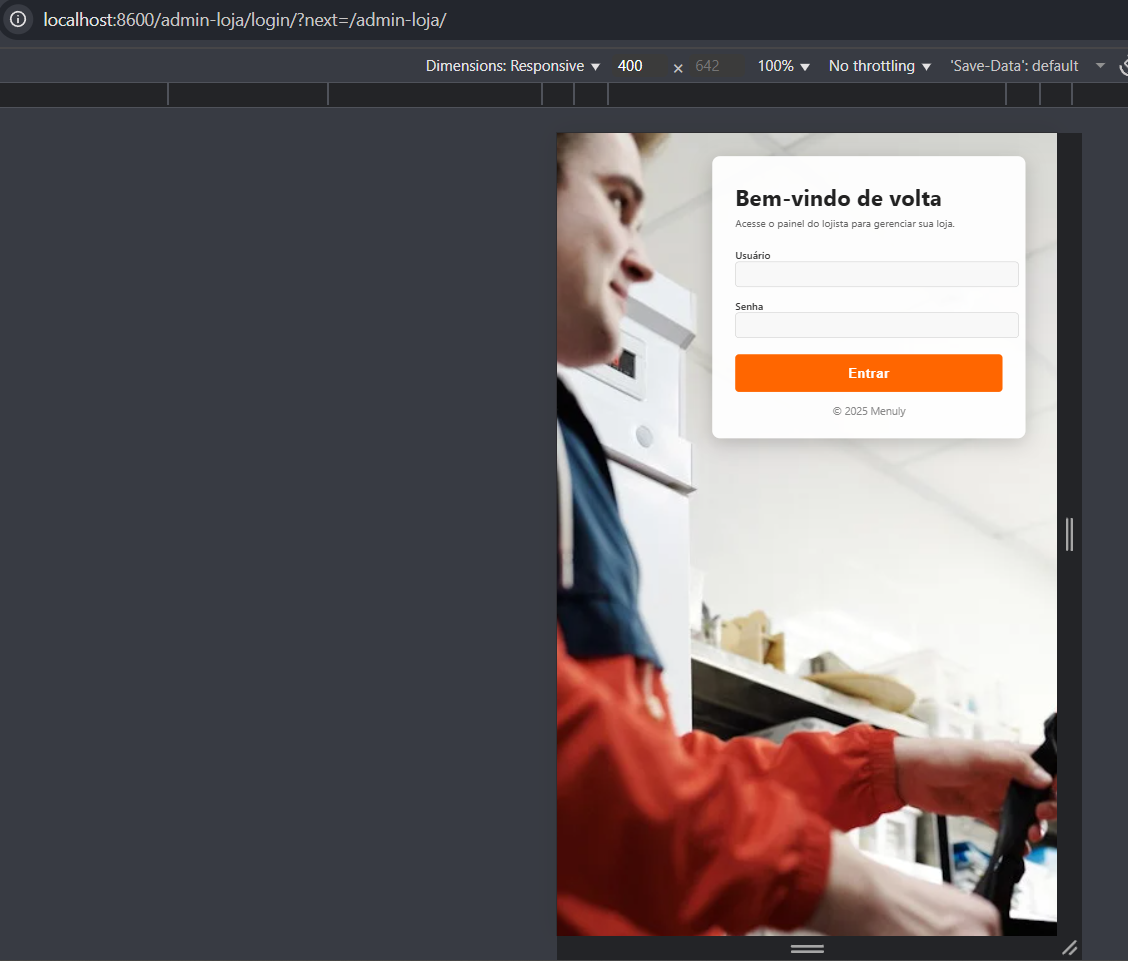 localhost:8600/admin-loja/login/?next=/admin-loja/
Dimensions: Responsive 400 × 642 100% No throttling 'Save-Data': default
Bem-vindo de volta
Acesse o painel do lojista para gerenciar sua loja.
Usuário
Senha
Entrar
© 2025 Menuly